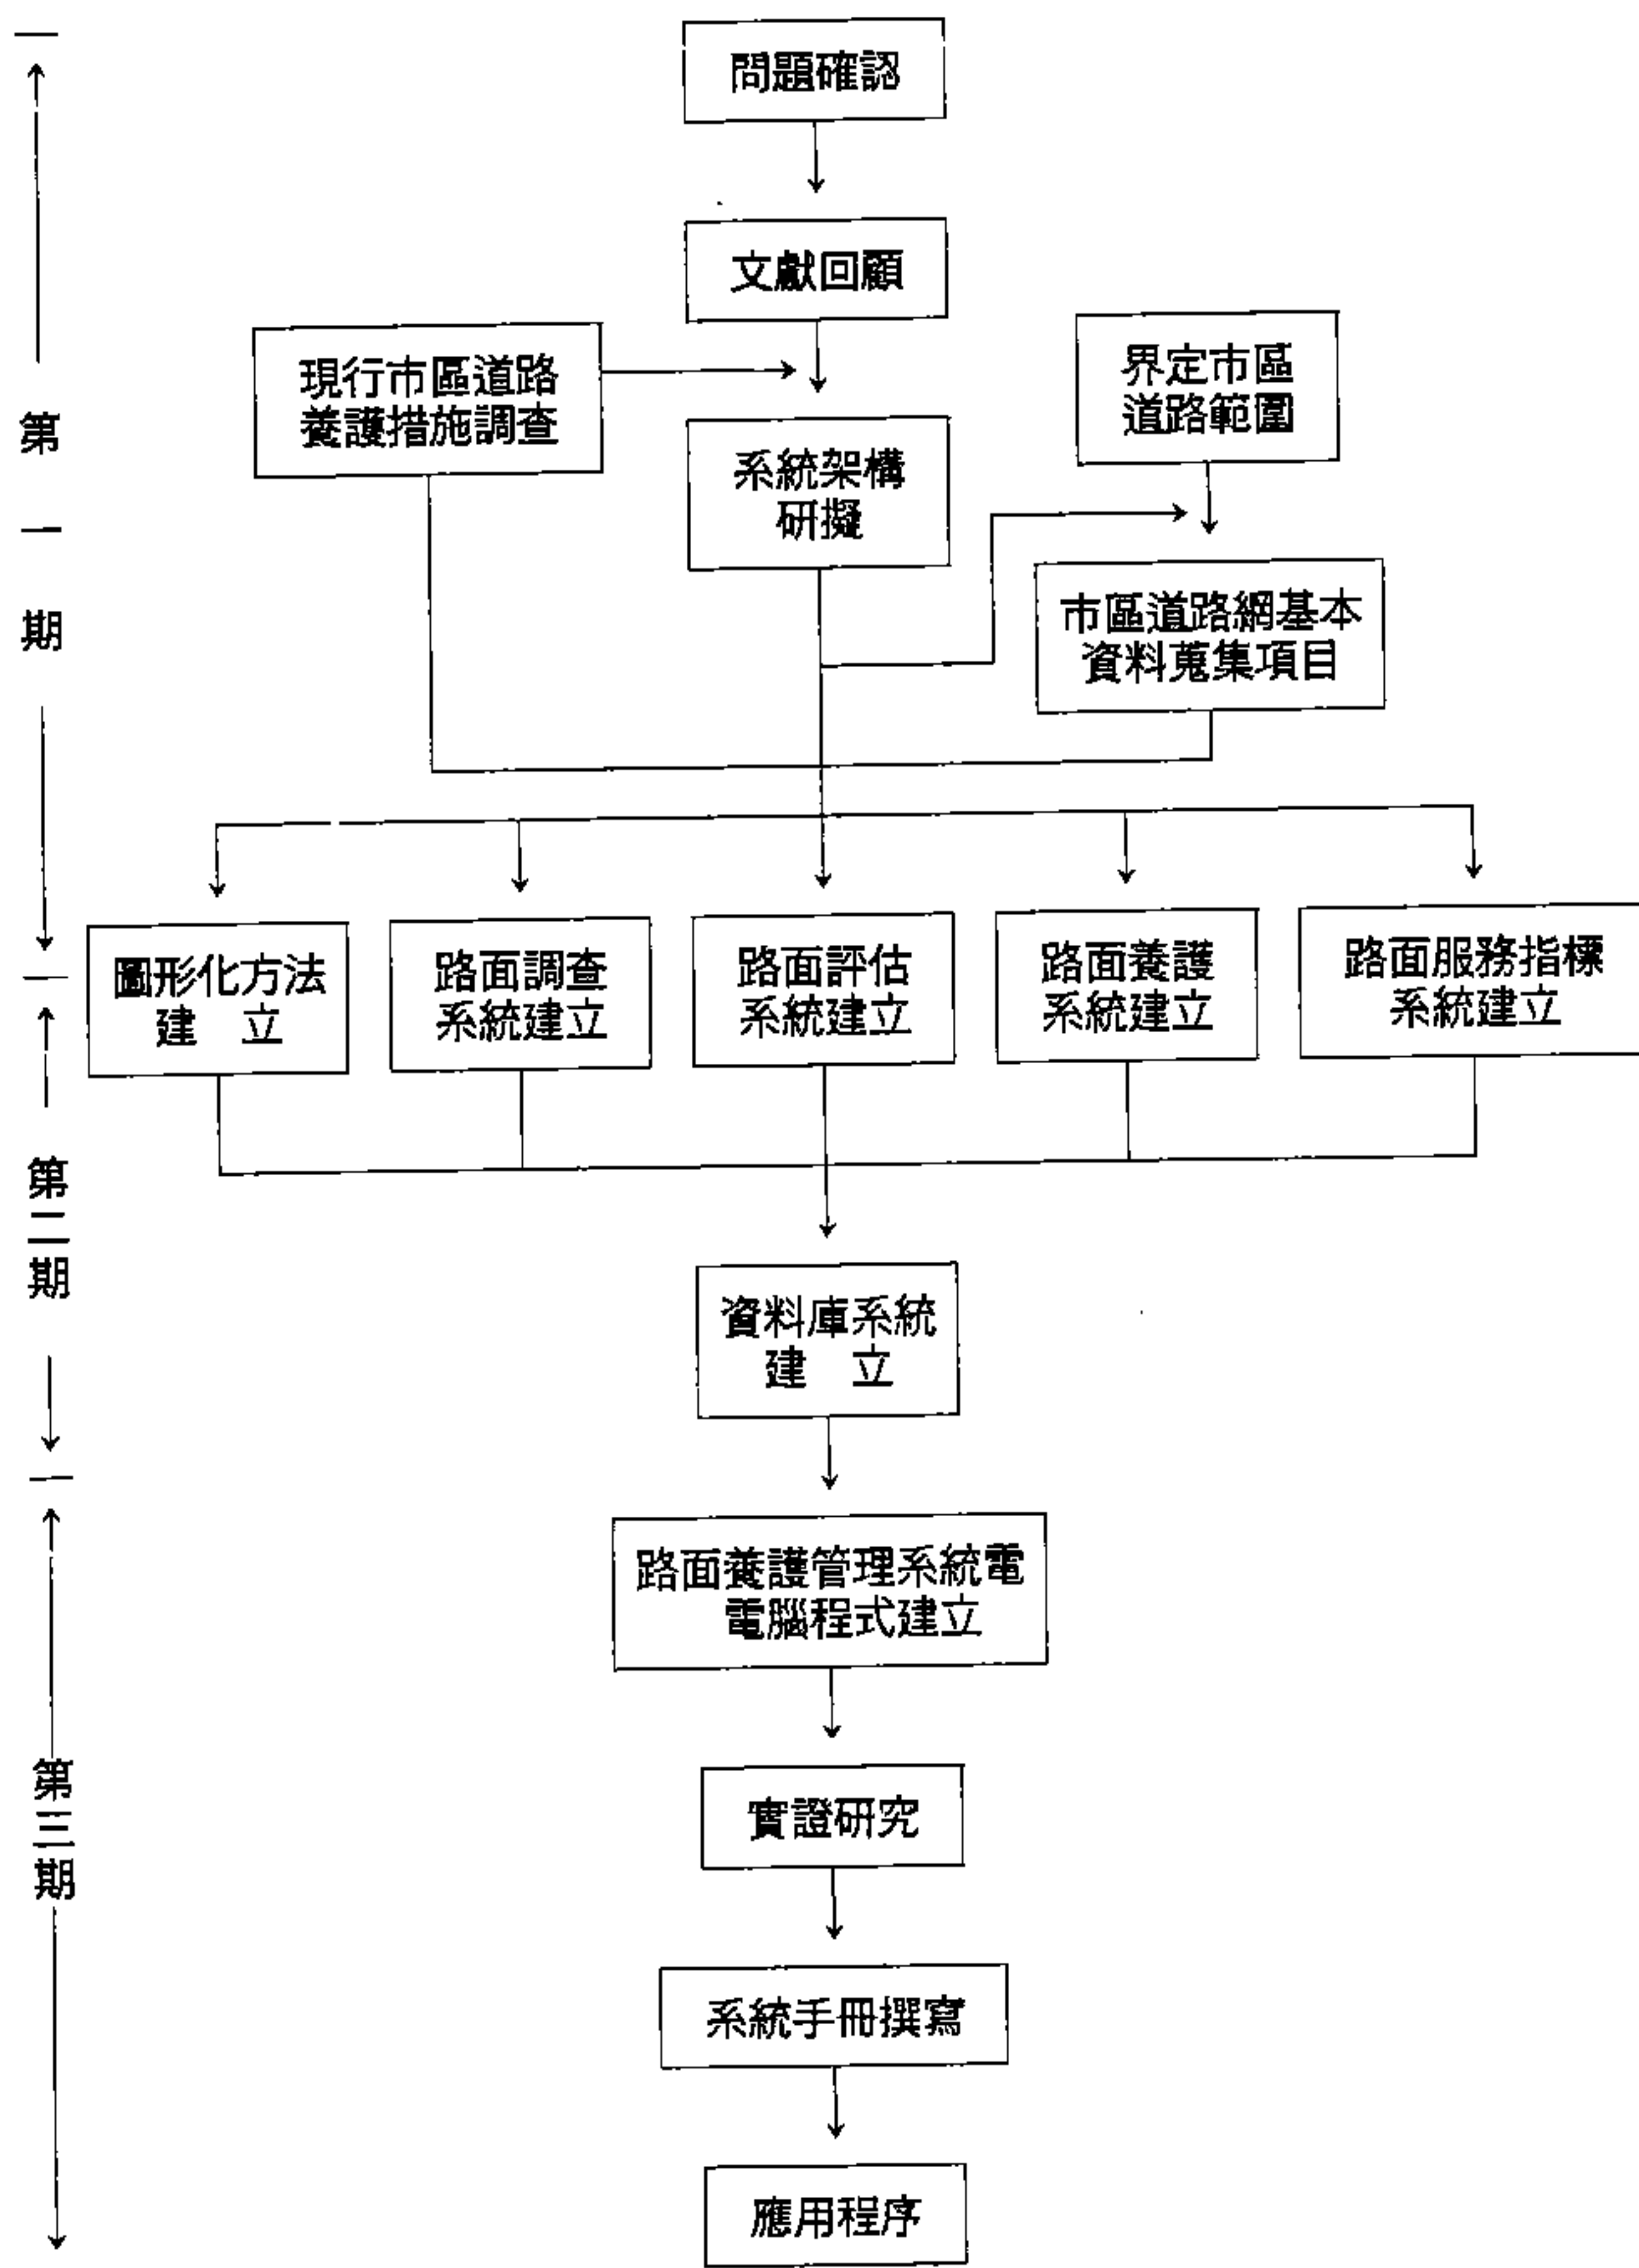 問題確認
文獻回顧
現行市區道路
養護措施調查
界定市區
道路範圍
系統架構
研擬
市區道路網基本
資料蒐集項目
第
一
期
圖形化方法
建 立
路面調查
系統建立
路面評估
系統建立
路面養護
系統建立
路面服務指標
系統建立
第
二
期
資料庫系統
建 立
路面養護管理系統電
電腦程式建立
實證研究
第
三
期
系統手冊撰寫
應用程序